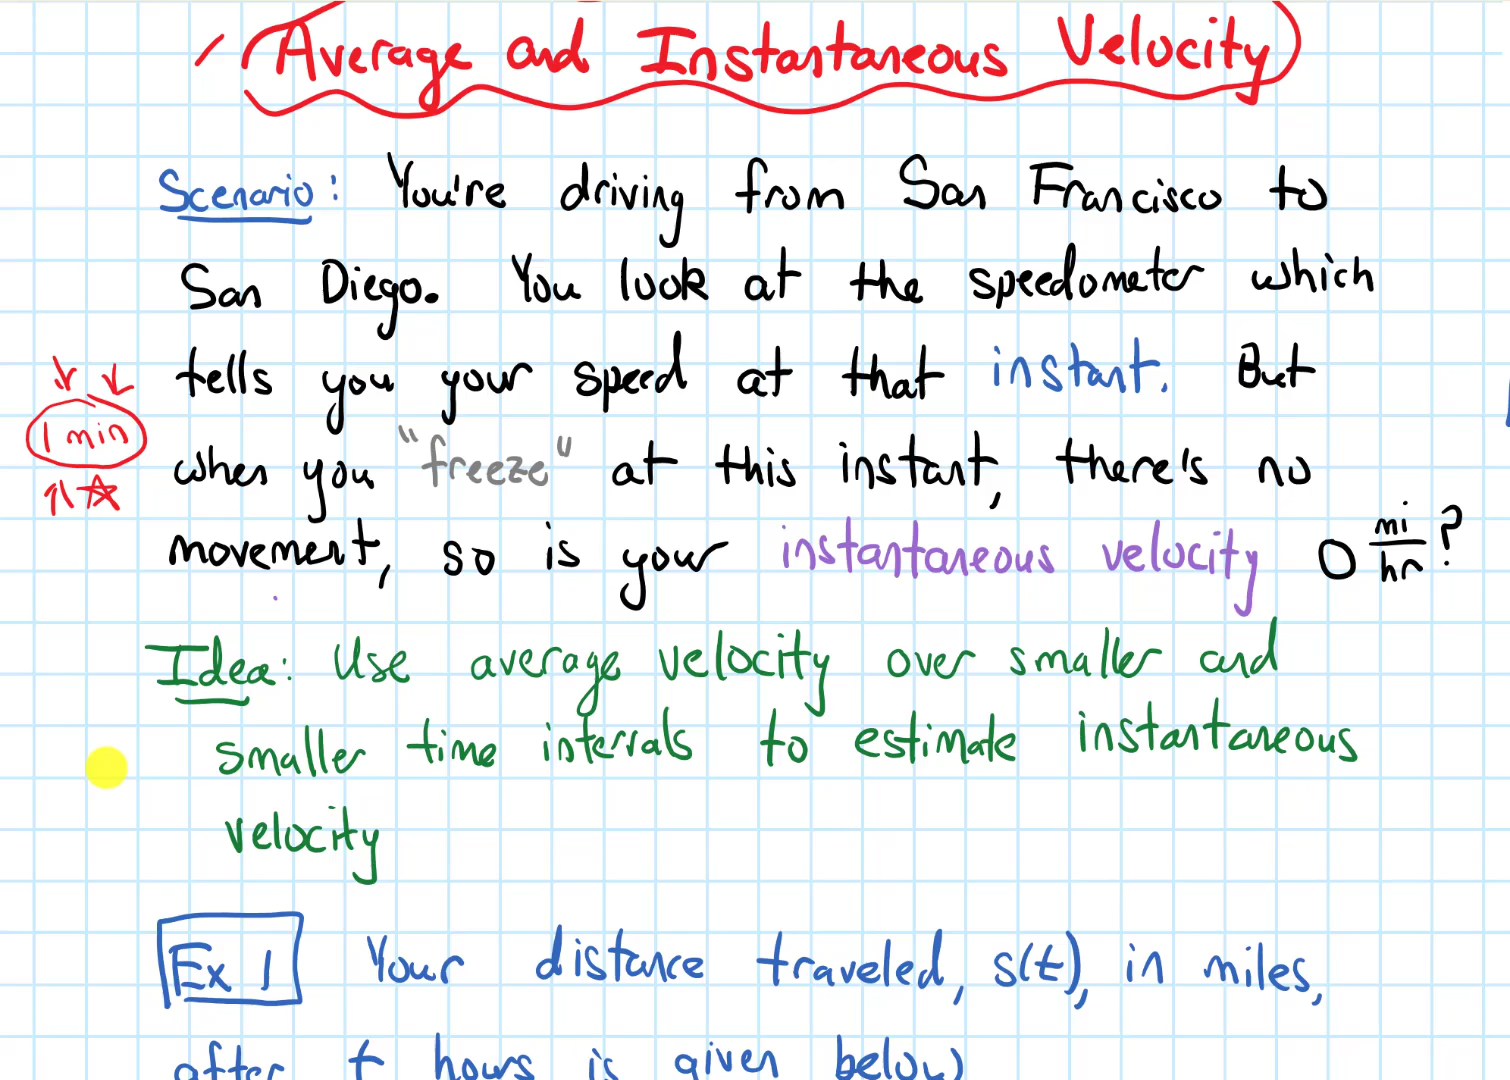 Average and Instantaneous Velocity
Scenario: You're driving from San Francisco to
San Diego. You look at the speedometer which
tells you your speed at that instant. But
1 min
when you "freeze" at this instant, there's no
movement, so is your instantaneous velocity 0 mi/hr?
Idea: Use average velocity over smaller and
smaller time intervals to estimate instantaneous
velocity
Ex 1 Your distance traveled, s(t), in miles,
after t hours is given below